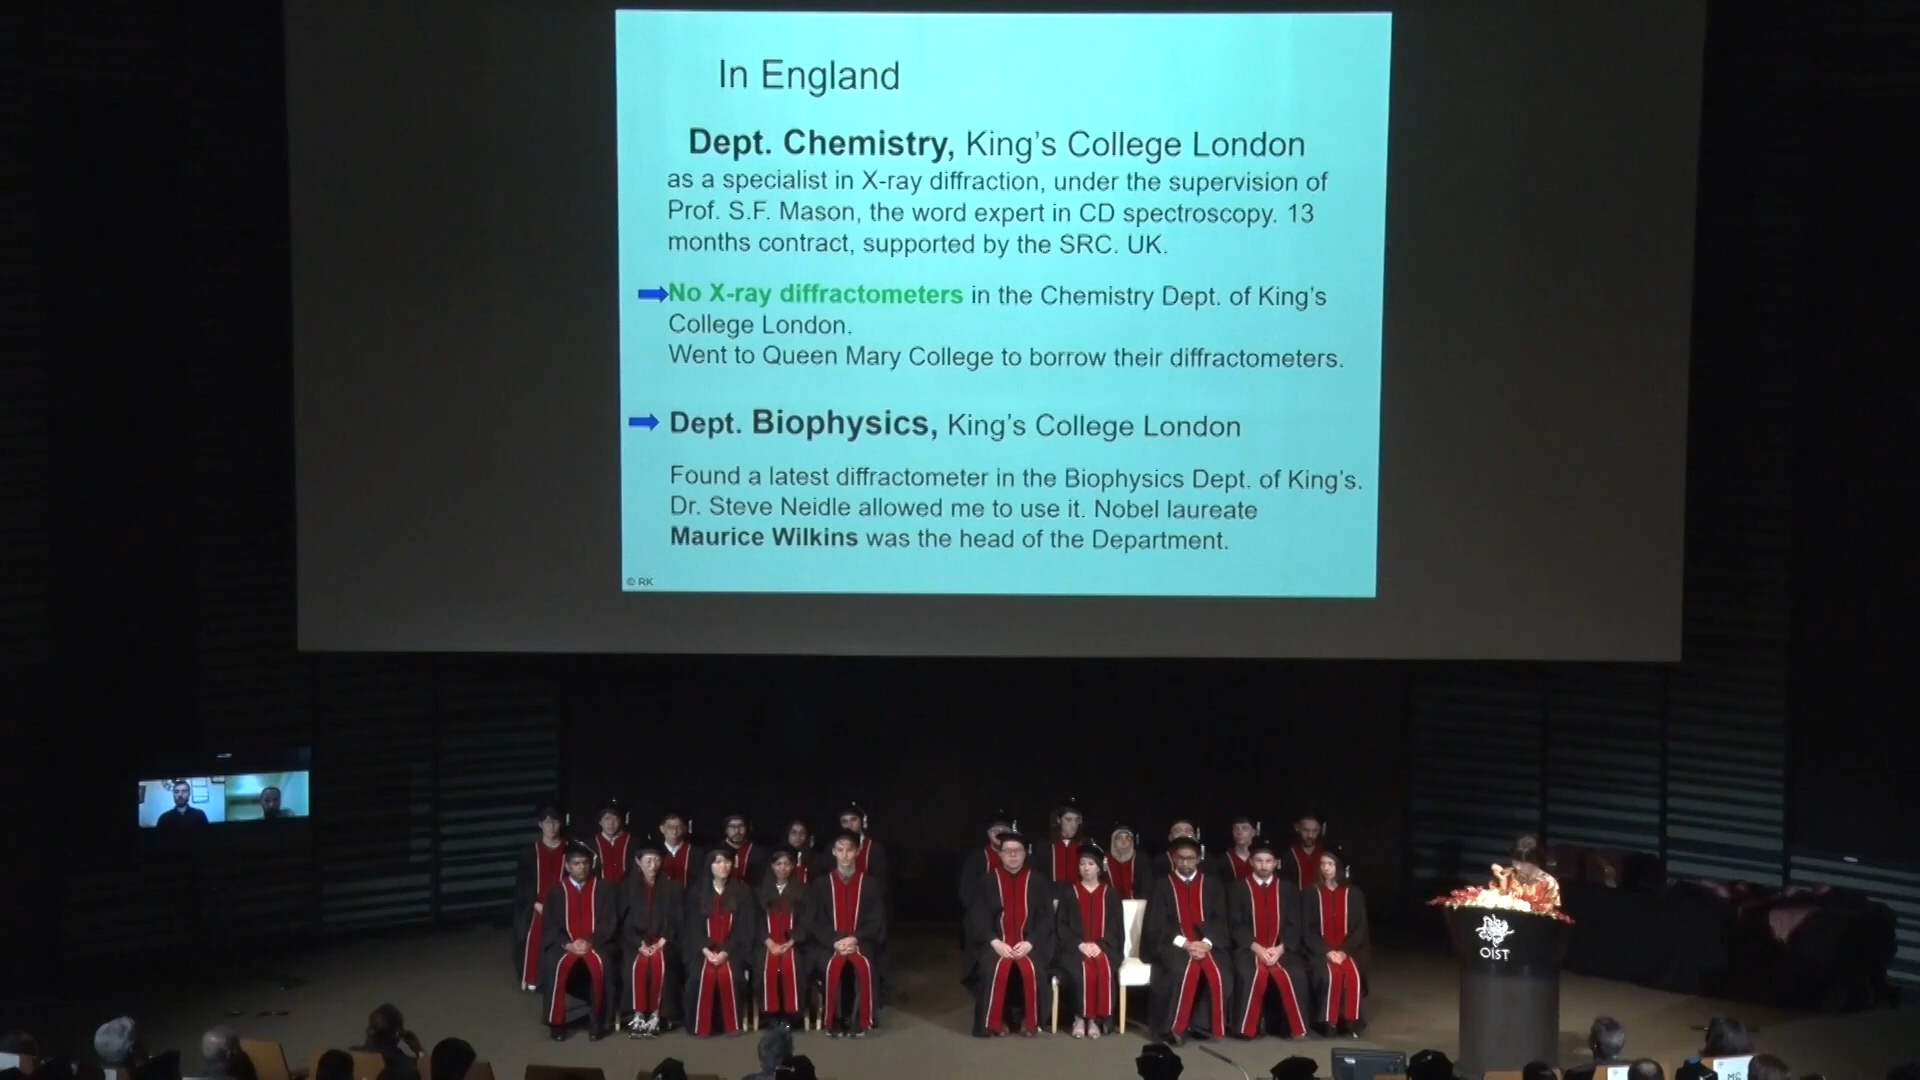 In England
Dept. Chemistry, King's College London
as a specialist in X-ray diffraction, under the supervision of
Prof. S.F. Mason, the word expert in CD spectroscopy. 13
months contract, supported by the SRC. UK.
No X-ray diffractometers in the Chemistry Dept. of King's
College London.
Went to Queen Mary College to borrow their diffractometers.
Dept. Biophysics, King's College London
Found a latest diffractometer in the Biophysics Dept. of King's.
Dr. Steve Neidle allowed me to use it. Nobel laureate
Maurice Wilkins was the head of the Department.
© RK
OIST
MC